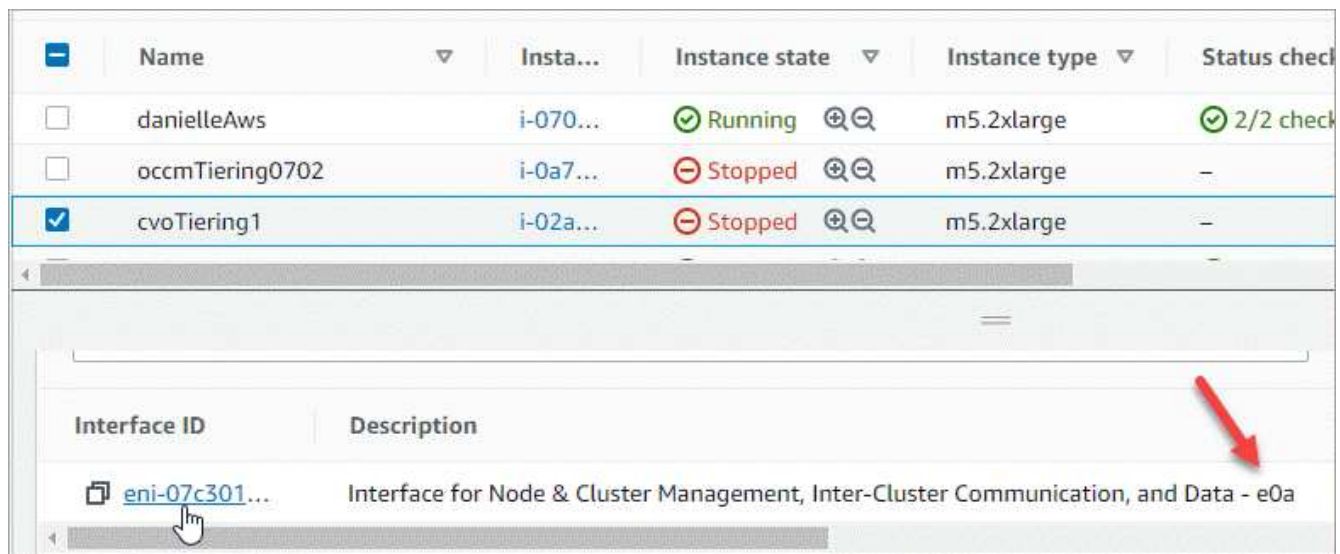 Name Insta... Instance state Instance type Status check
danielleAws i-070... Running m5.2xlarge 2/2 check
occmTiering0702 i-0a7... Stopped m5.2xlarge –
cvoTiering1 i-02a... Stopped m5.2xlarge –
Interface ID Description
eni-07c301... Interface for Node & Cluster Management, Inter-Cluster Communication, and Data - e0a